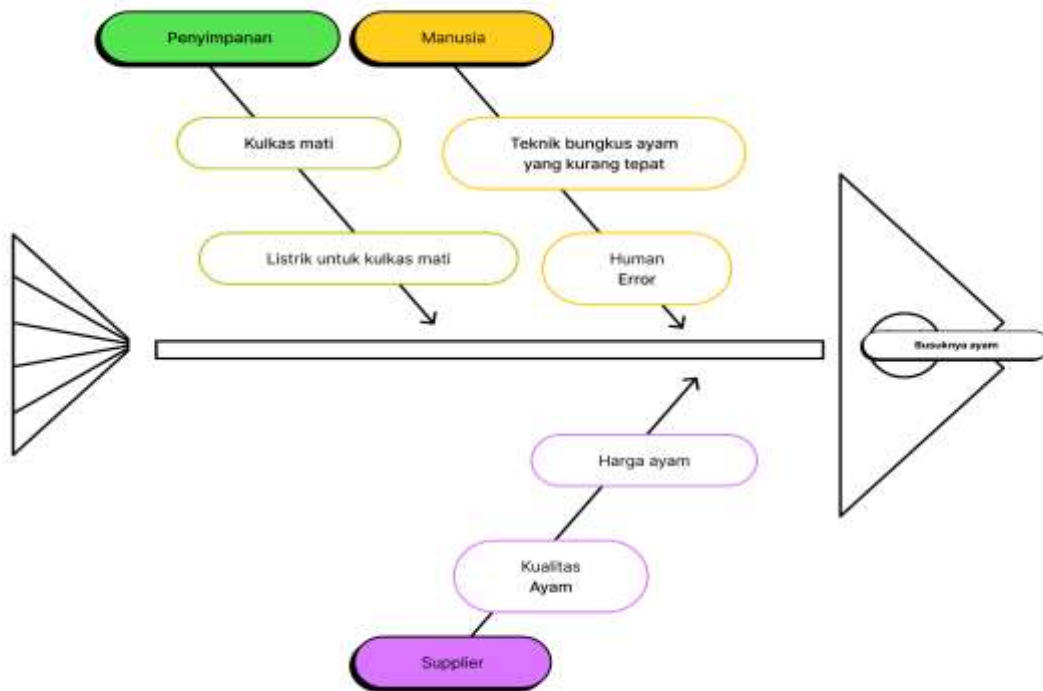 Penyimpanan
Manusia
Kulkas mati
Teknik bungkus ayam
yang kurang tepat
Listrik untuk kulkas mati
Human
Error
Busuknya ayam
Harga ayam
Kualitas
Ayam
Supplier